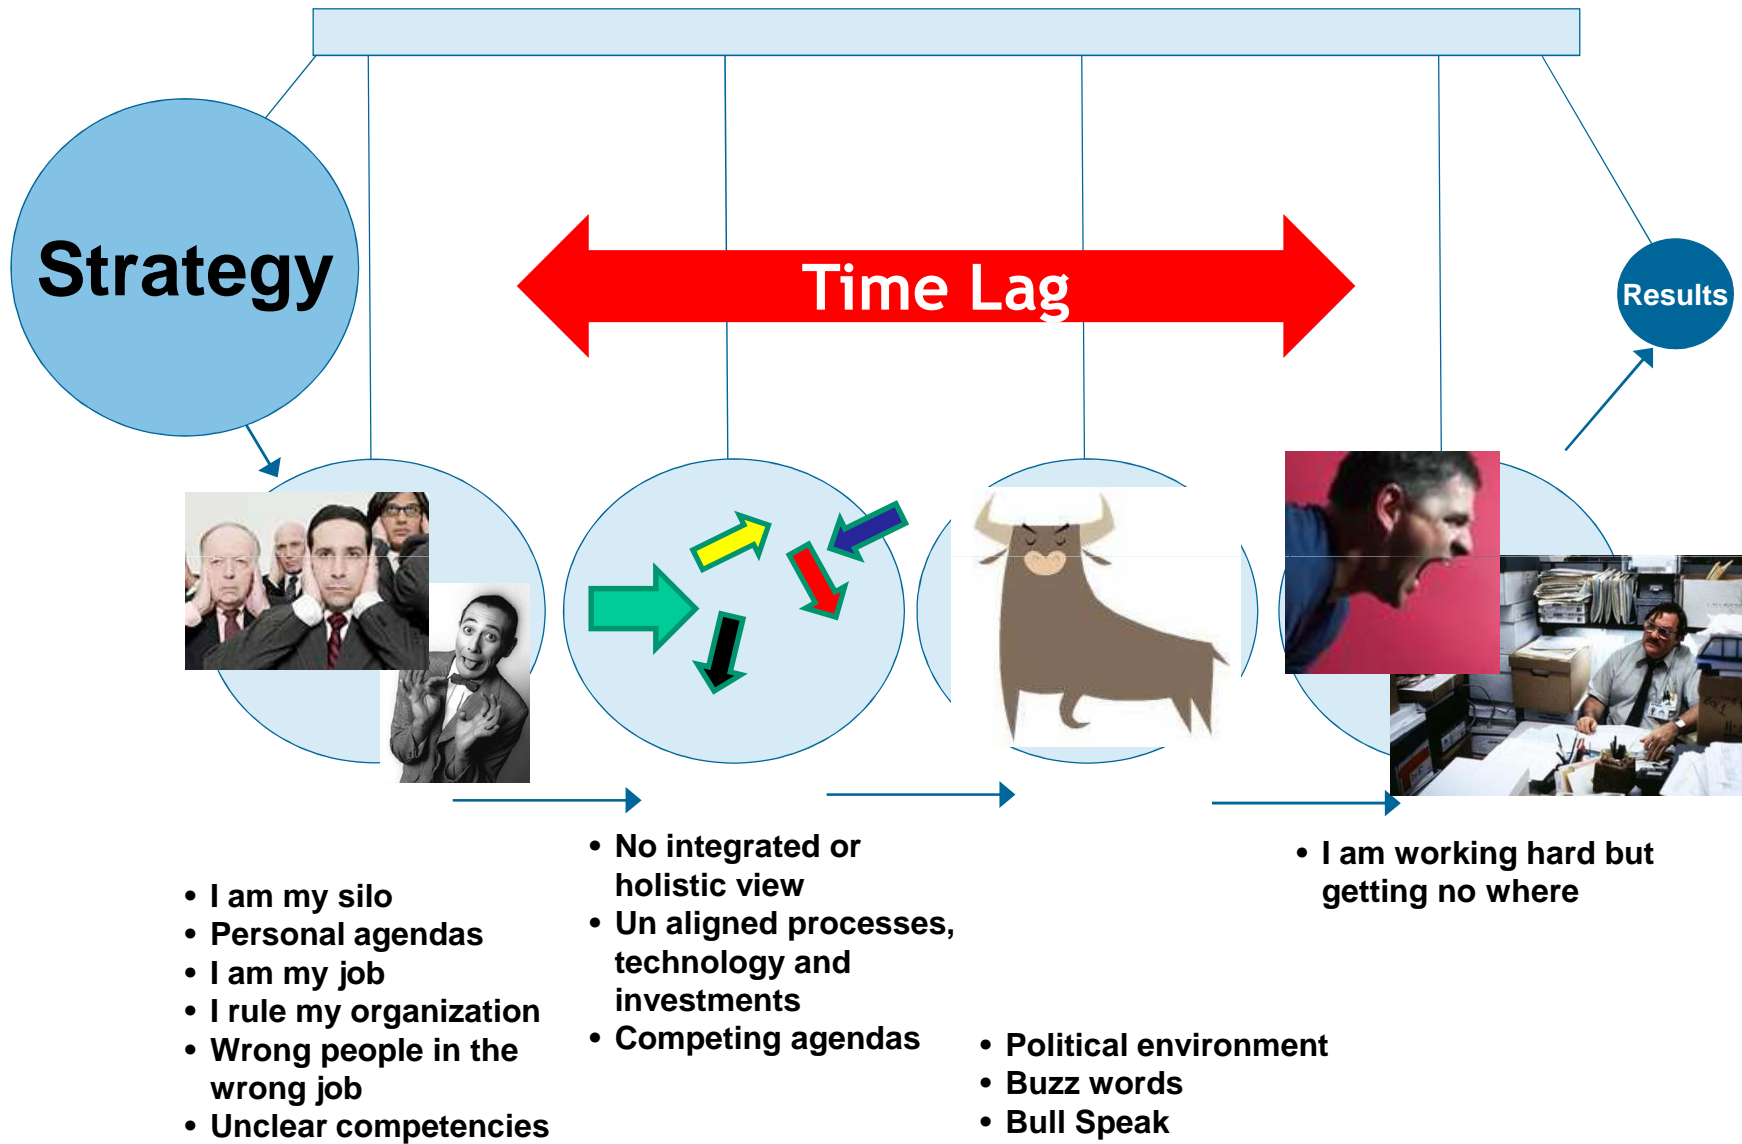 Strategy
Time Lag
Results
• I am my silo
• Personal agendas
• I am my job
• I rule my organization
• Wrong people in the
wrong job
• Unclear competencies
• No integrated or
holistic view
• Un aligned processes,
technology and
investments
• Competing agendas
• Political environment
• Buzz words
• Bull Speak
• I am working hard but
getting no where